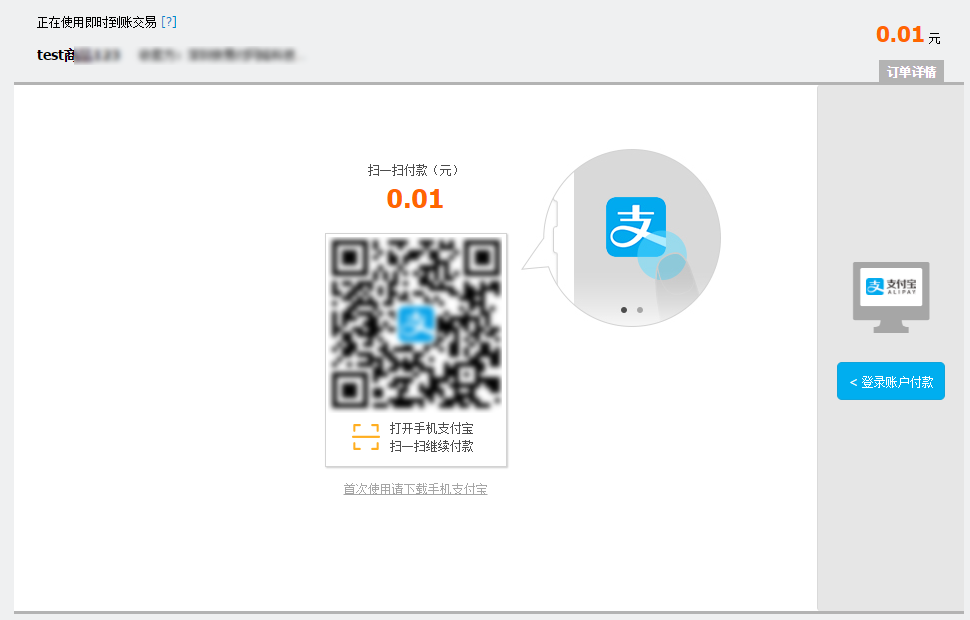 正在使用即时到账交易 [?]
0.01 元
test商
订单详情
扫一扫付款（元）
0.01
支付宝
ALIPAY
< 登录账户付款
打开手机支付宝
扫一扫继续付款
首次使用请下载手机支付宝